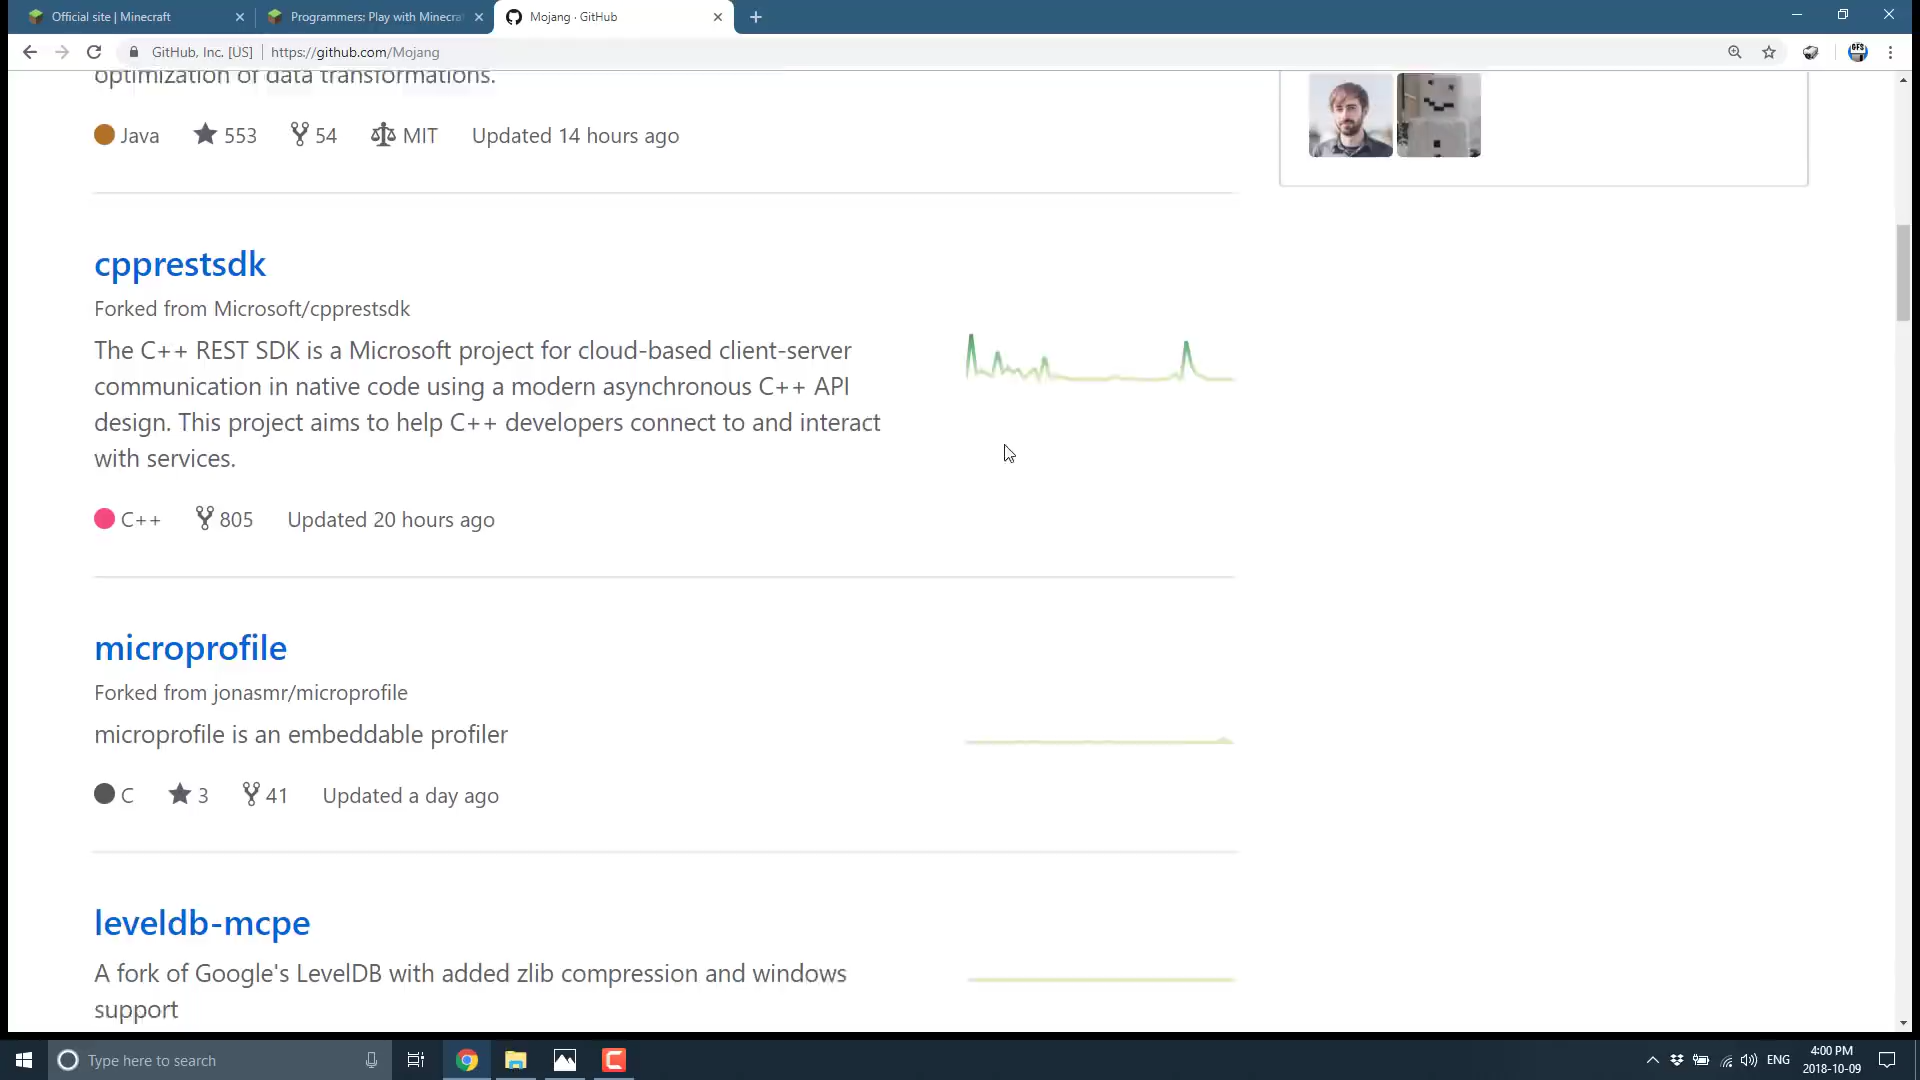 Official site | Minecraft
Programmers: Play with Minecra
Mojang · GitHub
GitHub, Inc. [US] | https://github.com/Mojang
optimization of data transformations.
Java 553 54 MIT Updated 14 hours ago
cpprestsdk
Forked from Microsoft/cpprestsdk
The C++ REST SDK is a Microsoft project for cloud-based client-server
communication in native code using a modern asynchronous C++ API
design. This project aims to help C++ developers connect to and interact
with services.
C++ 805 Updated 20 hours ago
microprofile
Forked from jonasmr/microprofile
microprofile is an embeddable profiler
C 3 41 Updated a day ago
leveldb-mcpe
A fork of Google's LevelDB with added zlib compression and windows
support
Type here to search
ENG
4:00 PM
2018-10-09